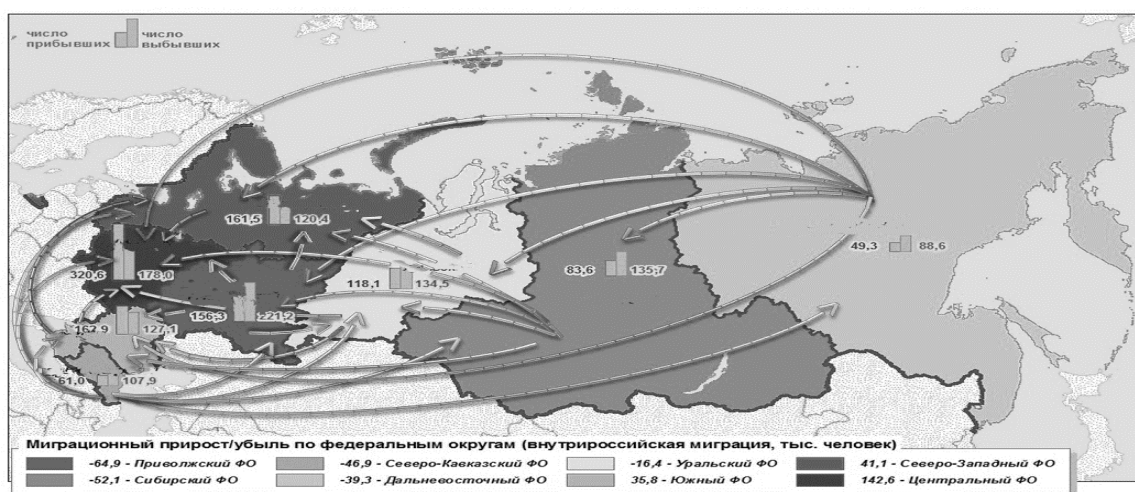 число прибывших
число выбывших
161,5 120,4
49,3 88,6
320,6 178,0
83,6 135,7
118,1 134,5
156,3 221,2
162,9 127,1
61,0 107,9
Миграционный прирост/убыль по федеральным округам (внутрироссийская миграция, тыс. человек)
-64,9 - Приволжский ФО -46,9 - Северо-Кавказский ФО -16,4 - Уральский ФО 41,1 - Северо-Западный ФО
-52,1 - Сибирский ФО -39,3 - Дальневосточный ФО 35,8 - Южный ФО 142,6 - Центральный ФО